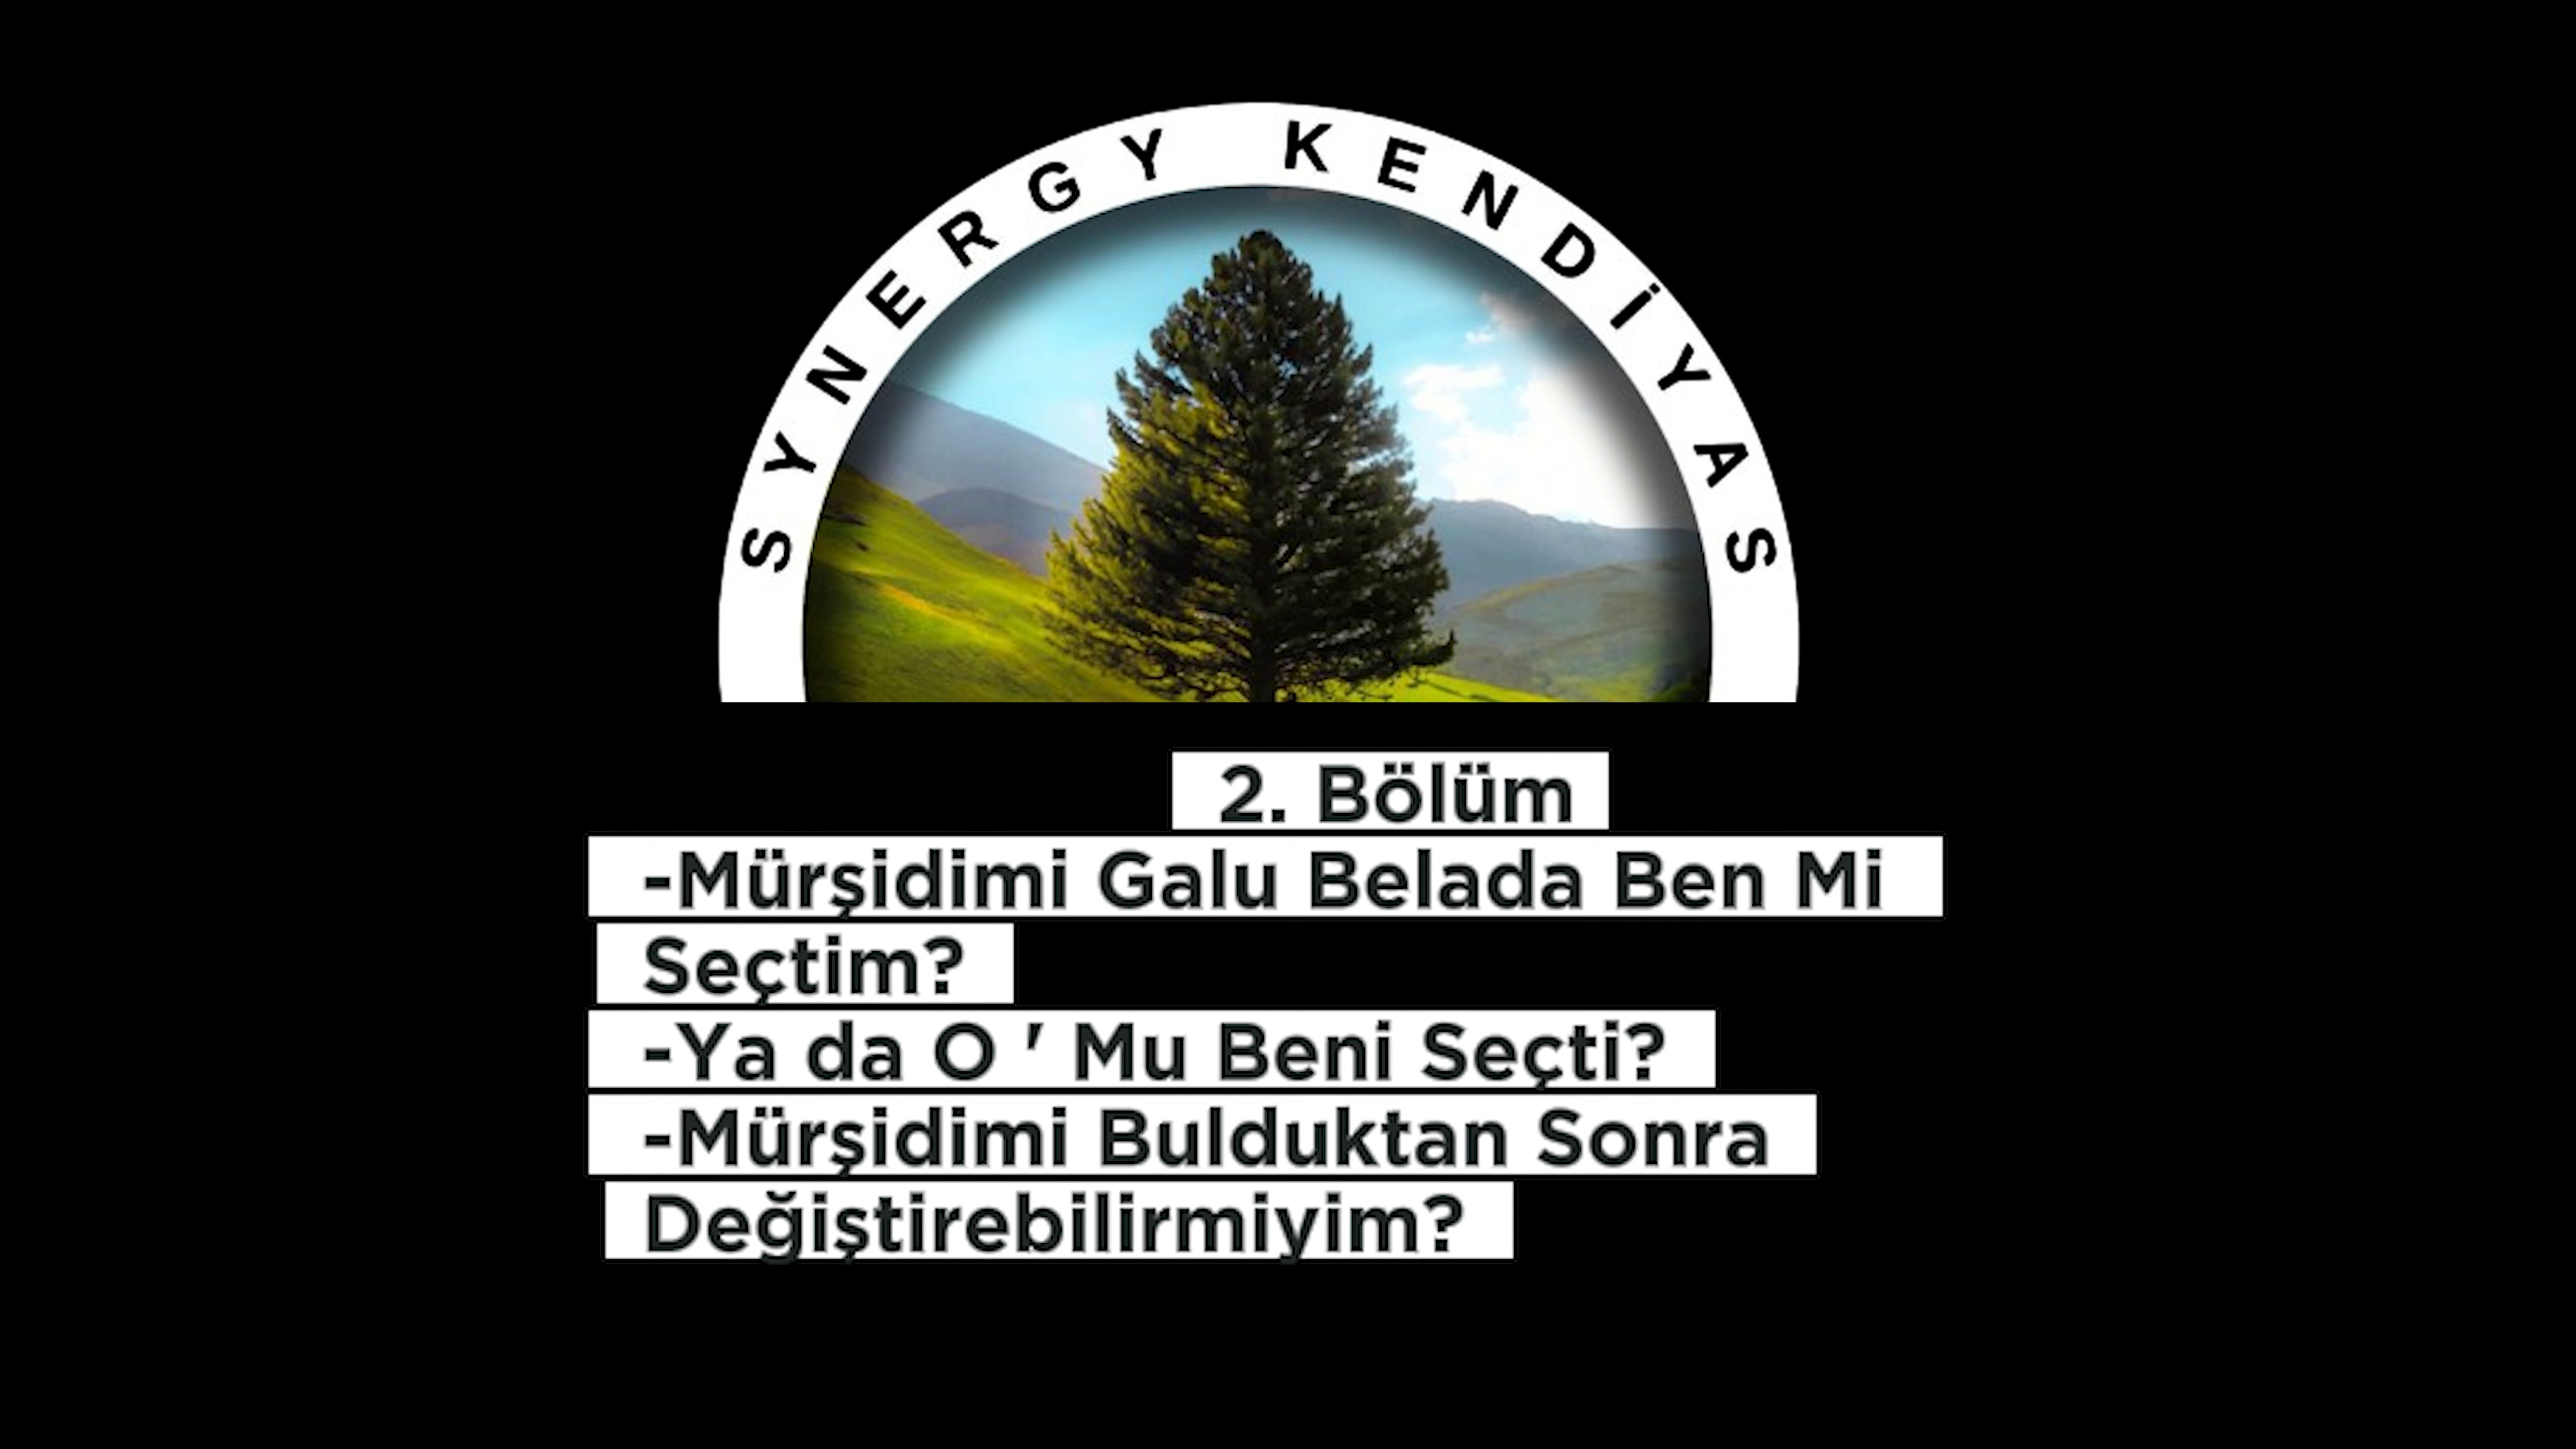 SYNERGY KENDİYAS
2. Bölüm
-Mürşidimi Galu Belada Ben Mi
Seçtim?
-Ya da O ' Mu Beni Seçti?
-Mürşidimi Bulduktan Sonra
Değiştirebilirmiyim?